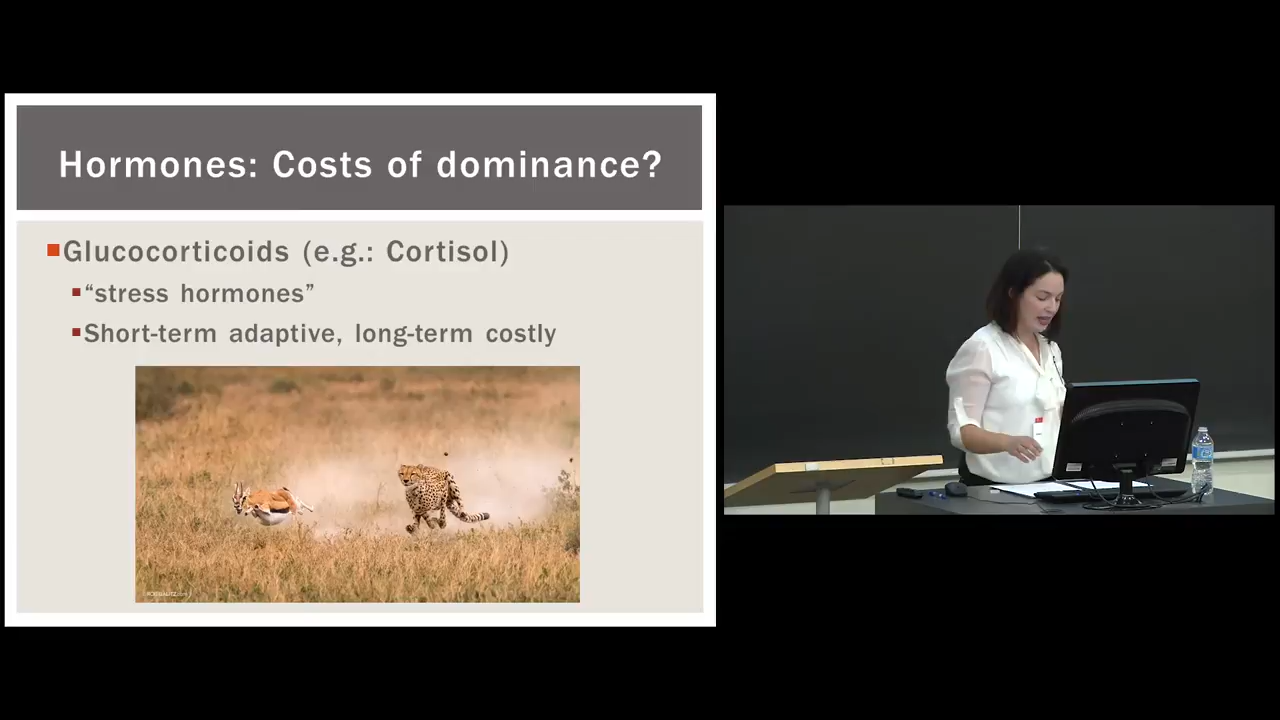 Hormones: Costs of dominance?
Glucocorticoids (e.g.: Cortisol)
“stress hormones”
Short-term adaptive, long-term costly